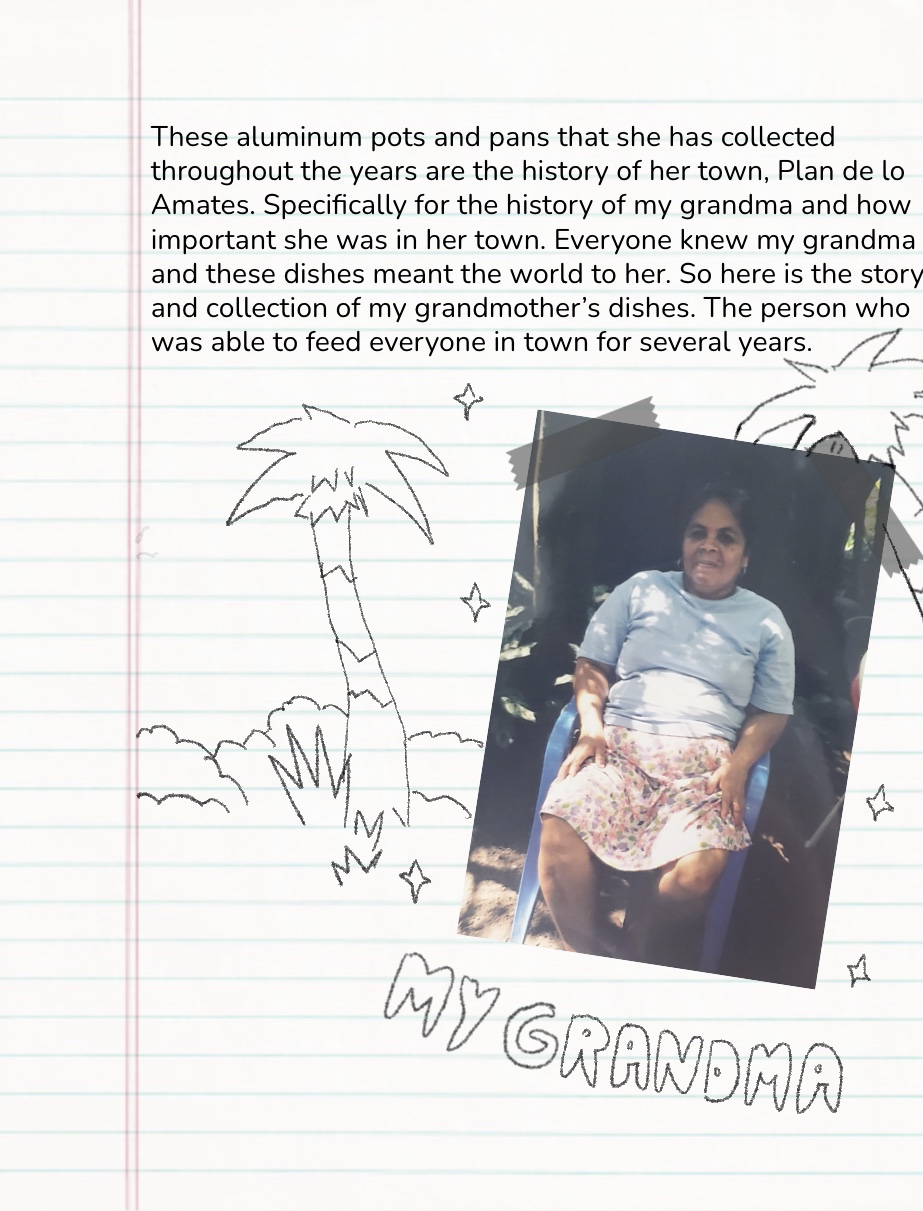 These aluminum pots and pans that she has collected
throughout the years are the history of her town, Plan de lo
Amates. Specifically for the history of my grandma and how
important she was in her town. Everyone knew my grandma
and these dishes meant the world to her. So here is the story
and collection of my grandmother’s dishes. The person who
was able to feed everyone in town for several years.
MY GRANDMA